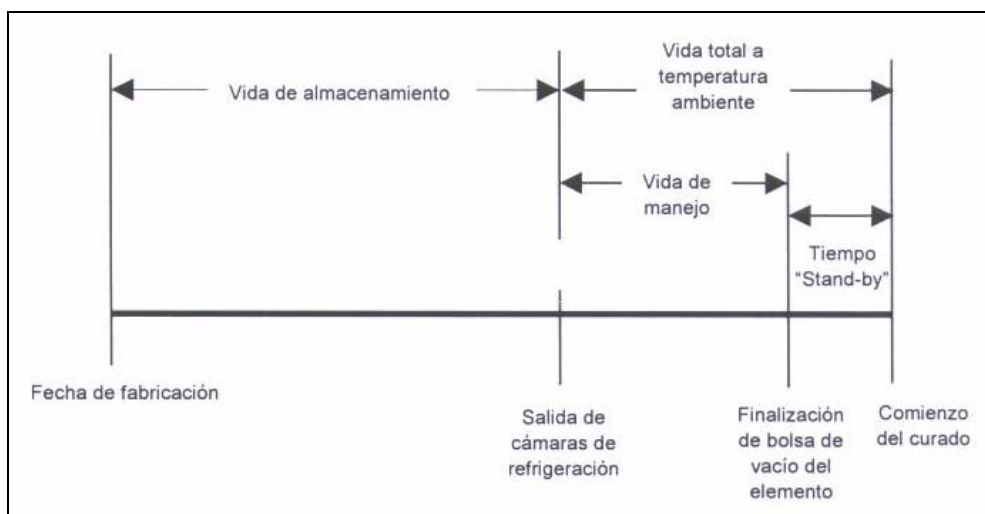 Vida total a
temperatura
ambiente
Vida de almacenamiento
Vida de
manejo
Tiempo
“Stand-by”
Fecha de fabricación
Salida de
cámaras de
refrigeración
Finalización
de bolsa de
vacío del
elemento
Comienzo
del curado